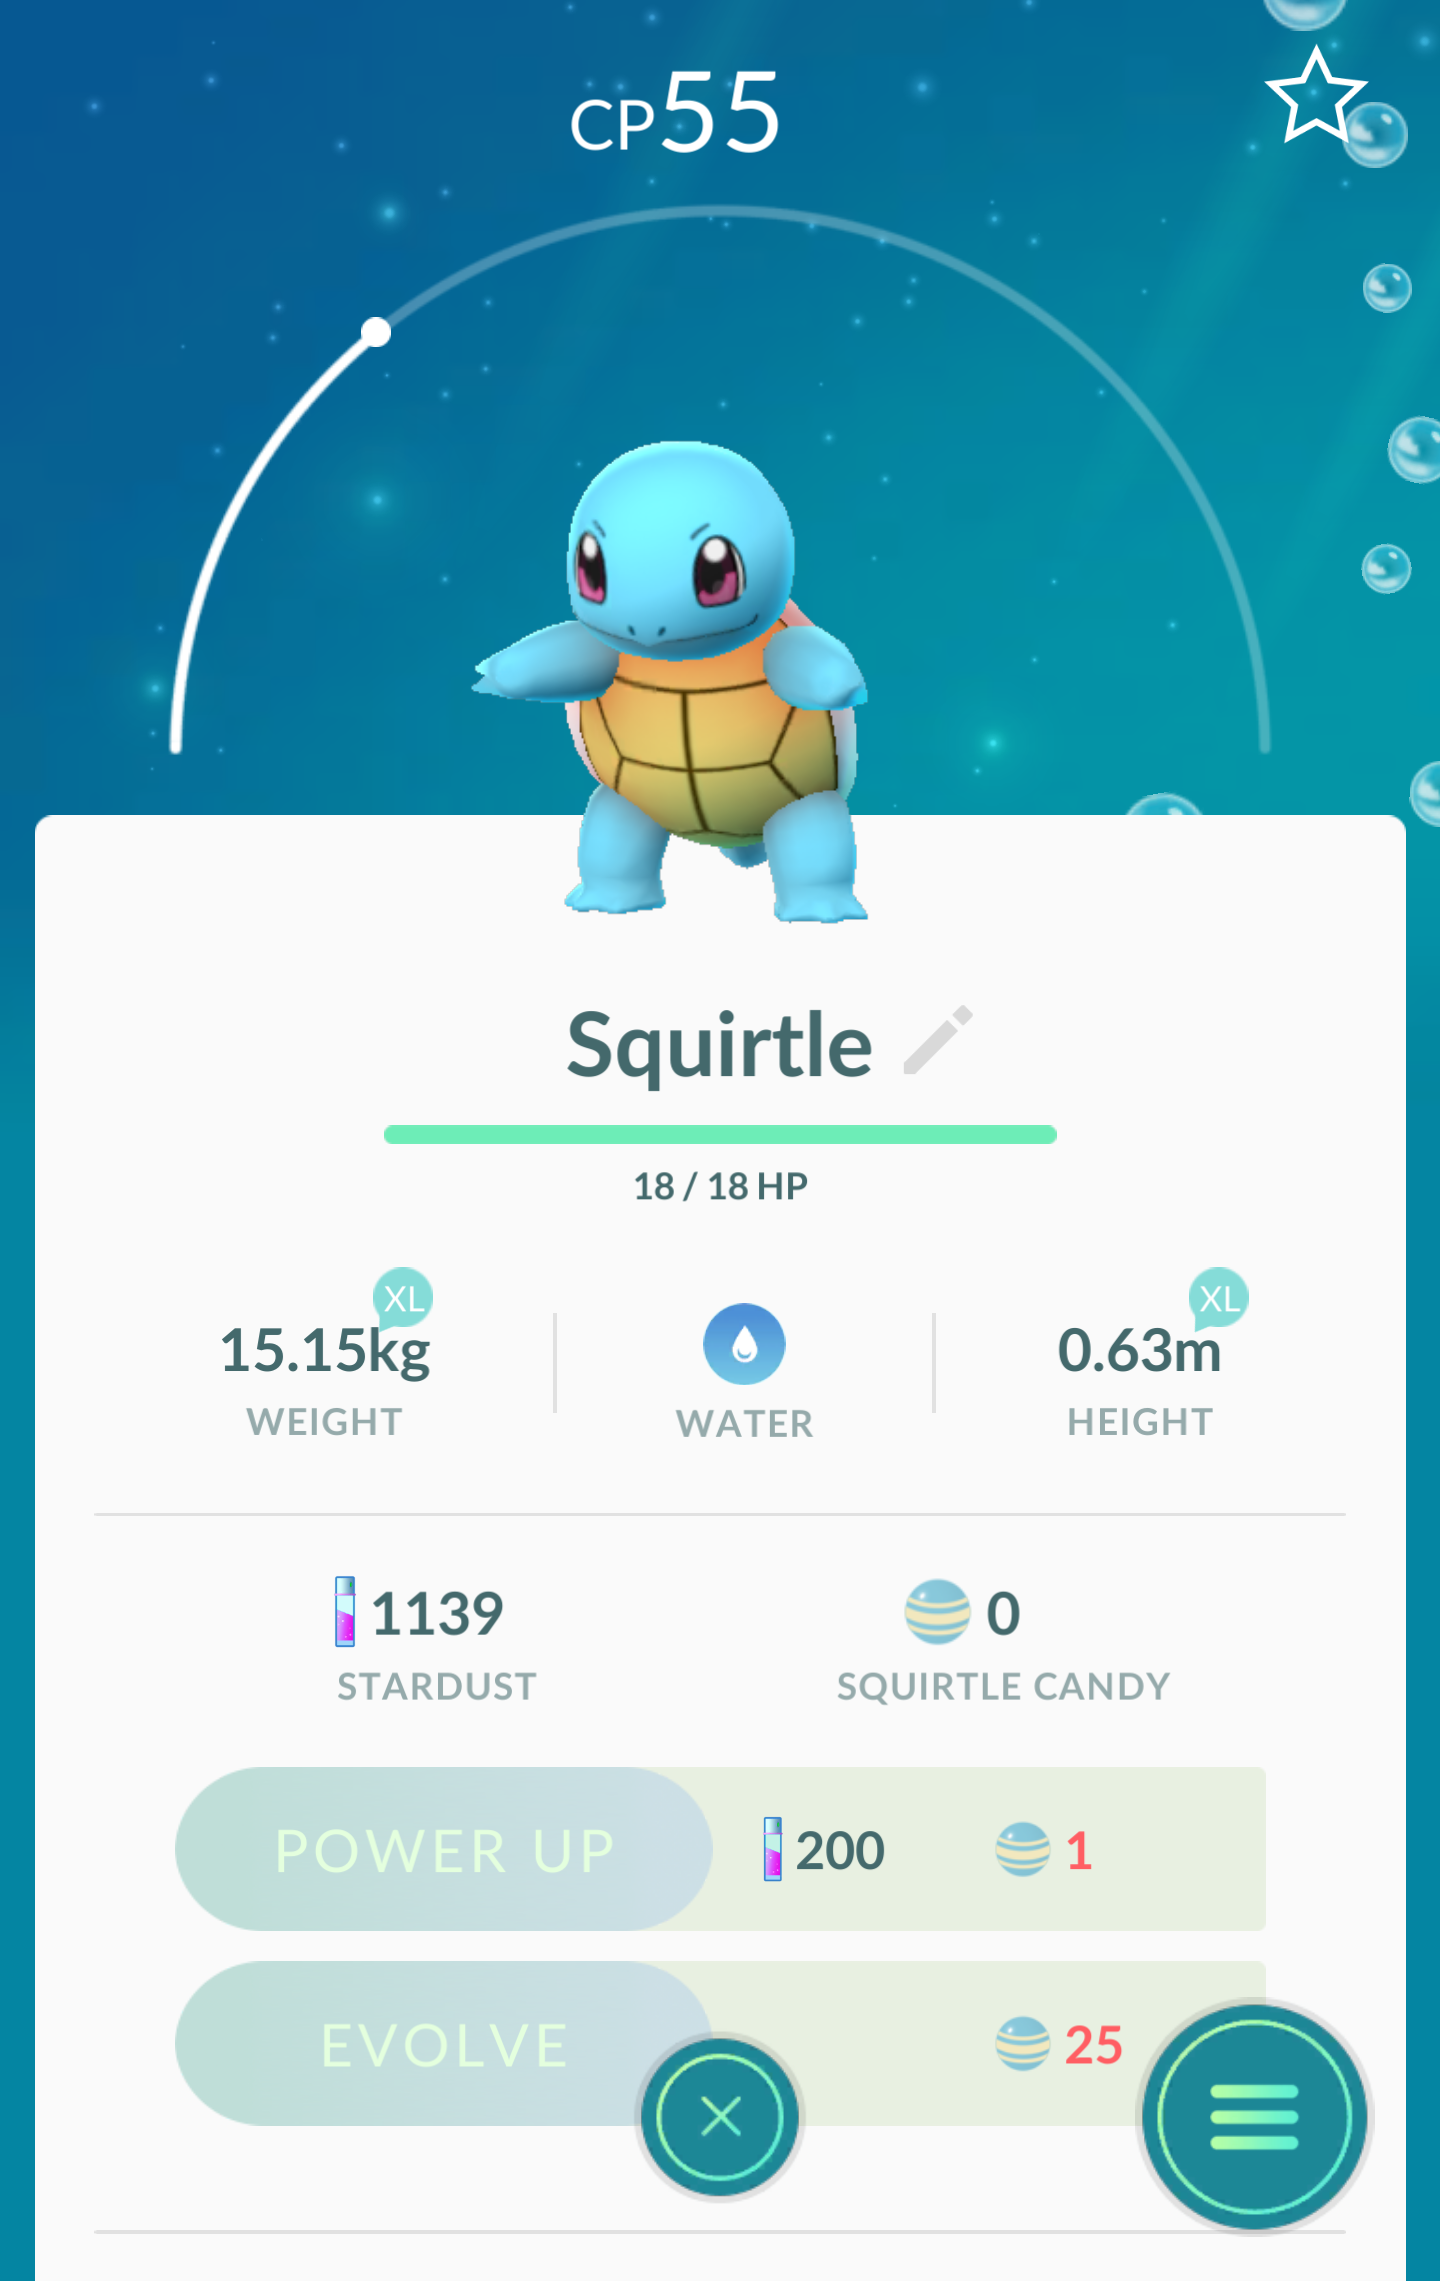 CP55
Squirtle
18 / 18 HP
XL XL
15.15kg 0.63m
WEIGHT WATER HEIGHT
1139 0
STARDUST SQUIRTLE CANDY
POWER UP 200 1
EVOLVE 25